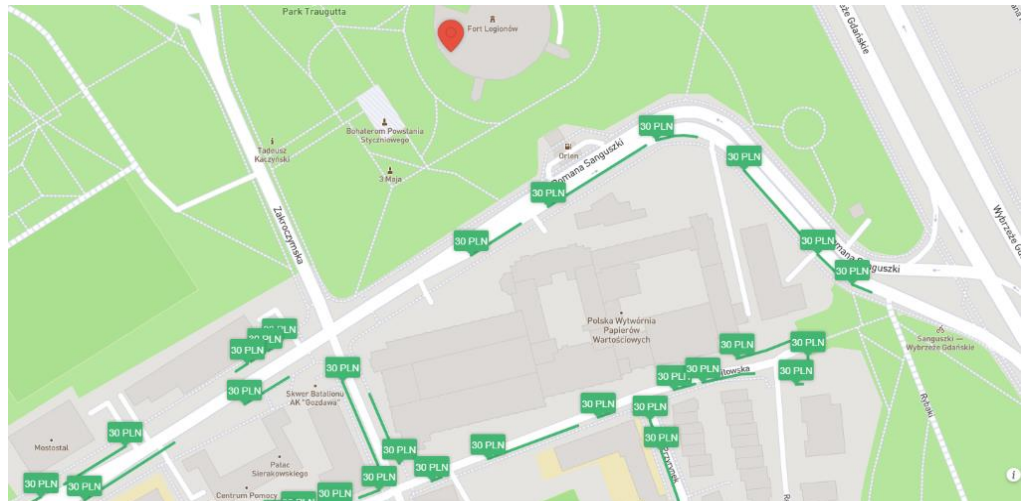 Park Traugutta
Fort Legionów
Wybrzeże Gdańskie
Bohaterom Powstania
Styczniowego
Tadeusz
Kaczyński
3 Maja
Orlen
30 PLN
Romana Sanguszki
30 PLN
30 PLN
Zakroczymska
30 PLN
30 PLN
Sanguszki
30 PLN
Wybrzeże
Polska Wytwórnia
Papierów
Wartościowych
Sanguszki —
Wybrzeże Gdańskie
30 PLN
30 PLN
30 PLN
30 PLN
30 PLN
30 PLN
30 PLN
30 PLN
30 PLN
Skwer Batalionu
AK "Gozdawa"
30 PLN
30 PLN
30 PLN
Rybaki
30 PLN
30 PLN
30 PLN
Mostostal
Pałac
Sierakowskiego
30 PLN
30 PLN
30 PLN
30 PLN
30 PLN
Centrum Pomocy
30 PLN
30 PLN
i